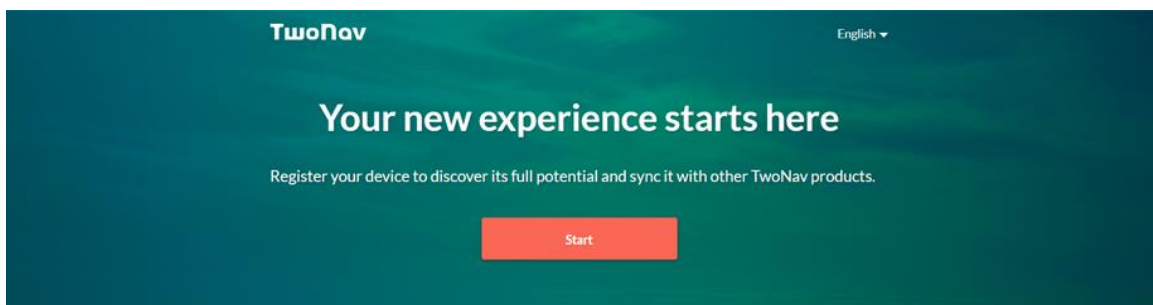 TwoNav
English
Your new experience starts here
Register your device to discover its full potential and sync it with other TwoNav products.
Start